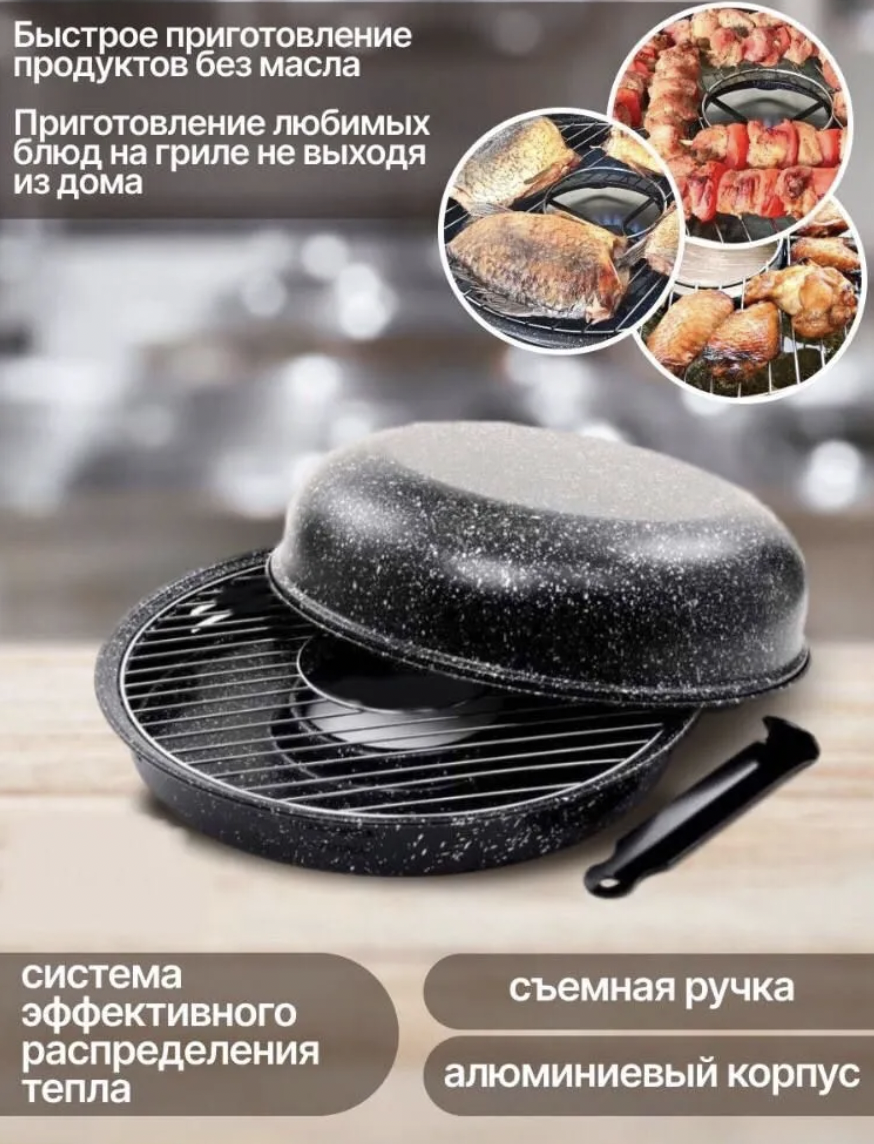 Быстрое приготовление
продуктов без масла
Приготовление любимых
блюд на гриле не выходя
из дома
система
эффективного
распределения
тепла
съемная ручка
алюминиевый корпус